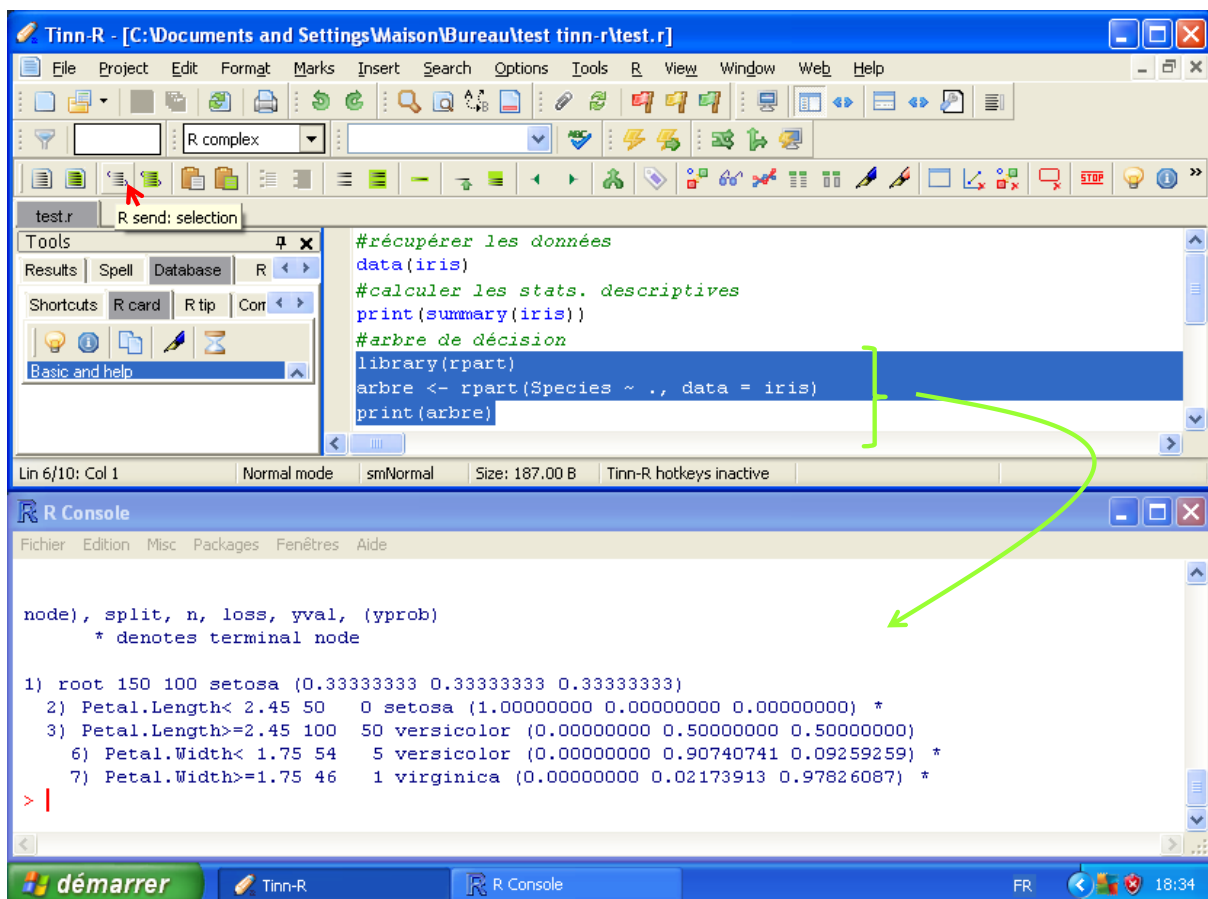 Tinn-R - [C:\Documents and Settings\Maison\Bureau\test tinn-r\test.r]
File Project Edit Format Marks Insert Search Options Tools R View Window Web Help
R complex
test.r
R send: selection
Tools
Results Spell Database R
Shortcuts R card R tip Corr
Basic and help
#récupérer les données
data(iris)
#calculer les stats. descriptives
print(summary(iris))
#arbre de décision
library(rpart)
arbre <- rpart(Species ~ ., data = iris)
print(arbre)
Lin 6/10: Col 1 Normal mode smNormal Size: 187.00 B Tinn-R hotkeys inactive
R Console
Fichier Edition Misc Packages Fenêtres Aide
node), split, n, loss, yval, (yprob)
* denotes terminal node
1) root 150 100 setosa (0.33333333 0.33333333 0.33333333)
2) Petal.Length< 2.45 50 0 setosa (1.00000000 0.00000000 0.00000000) *
3) Petal.Length>=2.45 100 50 versicolor (0.00000000 0.50000000 0.50000000)
6) Petal.Width< 1.75 54 5 versicolor (0.00000000 0.90740741 0.09259259) *
7) Petal.Width>=1.75 46 1 virginica (0.00000000 0.02173913 0.97826087) *
>
démarrer Tinn-R R Console FR 18:34